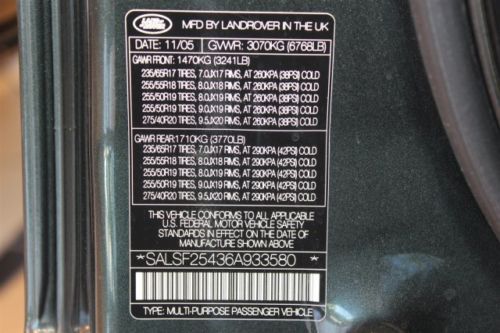 LAND ROVER
MFD BY LANDROVER IN THE UK
DATE: 11/05 GVWR: 3070KG (6768LB)
GAWR FRONT: 1470KG (3241LB)
235/65R17 TIRES, 7.0JX17 RIMS, AT 260KPA (38PSI) COLD
255/55R18 TIRES, 8.0JX18 RIMS, AT 260KPA (38PSI) COLD
255/50R19 TIRES, 8.0JX19 RIMS, AT 260KPA (38PSI) COLD
255/50R19 TIRES, 9.0JX19 RIMS, AT 260KPA (38PSI) COLD
275/40R20 TIRES, 9.5JX20 RIMS, AT 260KPA (38PSI) COLD
GAWR REAR: 1710KG (3770LB)
235/65R17 TIRES, 7.0JX17 RIMS, AT 290KPA (42PSI) COLD
255/55R18 TIRES, 8.0JX18 RIMS, AT 290KPA (42PSI) COLD
255/50R19 TIRES, 8.0JX19 RIMS, AT 290KPA (42PSI) COLD
255/50R19 TIRES, 9.0JX19 RIMS, AT 290KPA (42PSI) COLD
275/40R20 TIRES, 9.5JX20 RIMS, AT 290KPA (42PSI) COLD
THIS VEHICLE CONFORMS TO ALL APPLICABLE
U.S. FEDERAL MOTOR VEHICLE SAFETY
STANDARDS IN EFFECT ON THE DATE OF
MANUFACTURE SHOWN ABOVE.
*SALSF25436A933580 *
TYPE: MULTI-PURPOSE PASSENGER VEHICLE